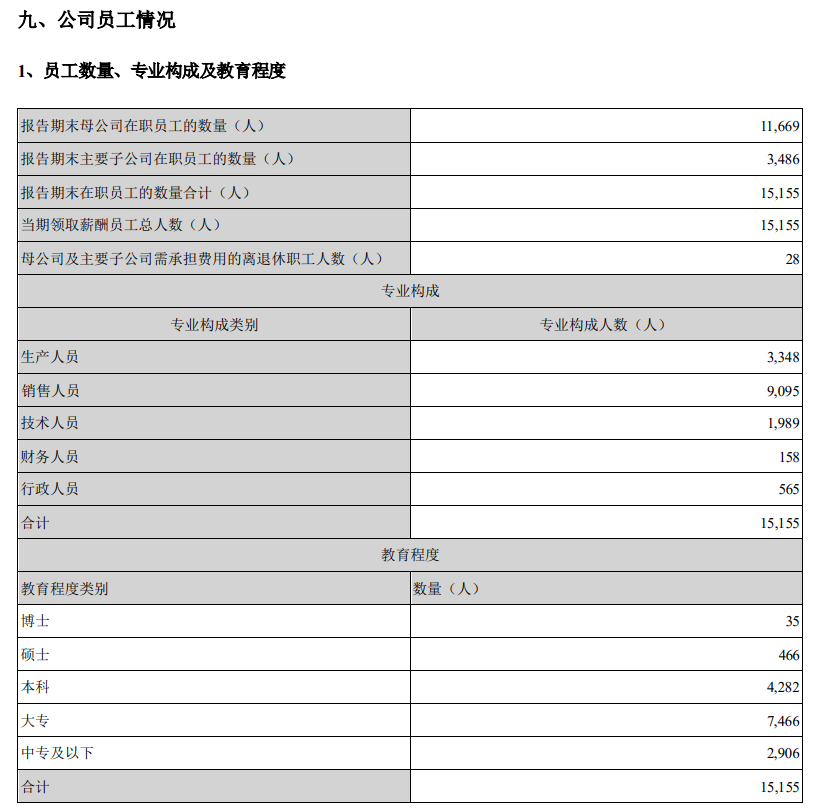 九、公司员工情况
1、员工数量、专业构成及教育程度
报告期末母公司在职员工的数量（人） 11,669
报告期末主要子公司在职员工的数量（人） 3,486
报告期末在职员工的数量合计（人） 15,155
当期领取薪酬员工总人数（人） 15,155
母公司及主要子公司需承担费用的离退休职工人数（人） 28
专业构成
专业构成类别 专业构成人数（人）
生产人员 3,348
销售人员 9,095
技术人员 1,989
财务人员 158
行政人员 565
合计 15,155
教育程度
教育程度类别 数量（人）
博士 35
硕士 466
本科 4,282
大专 7,466
中专及以下 2,906
合计 15,155